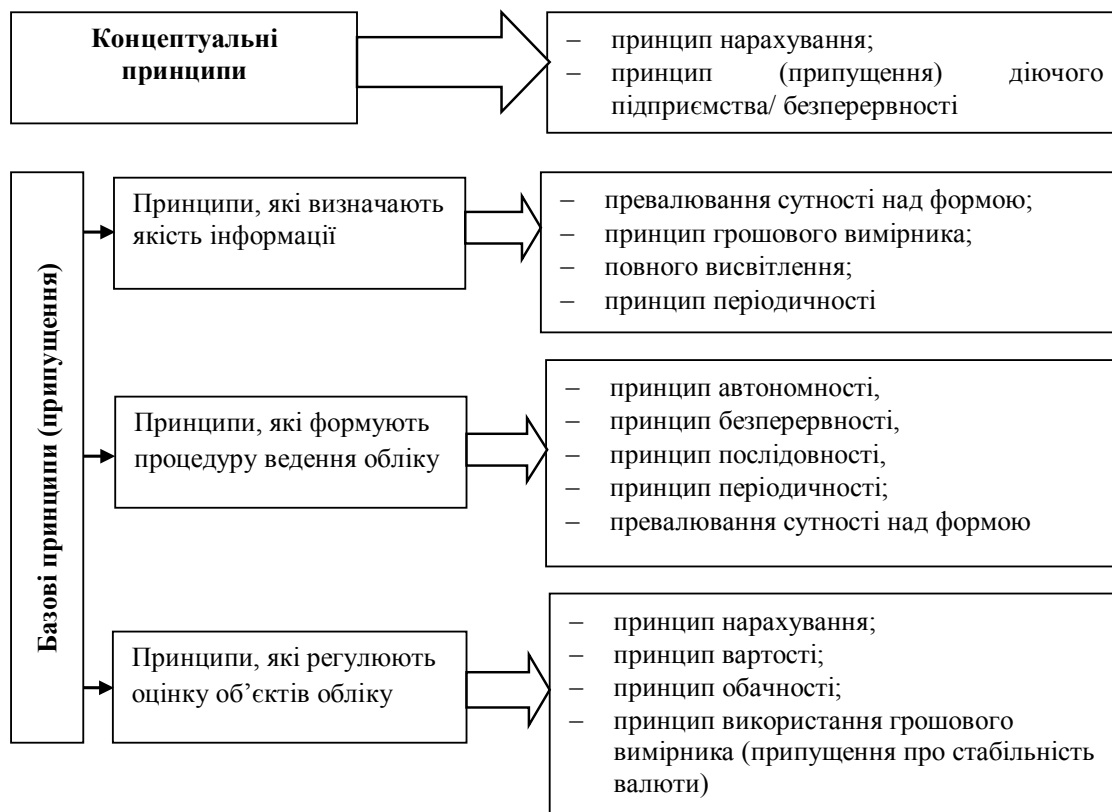 Концептуальні
принципи
– принцип нарахування;
– принцип (припущення) діючого
підприємства/ безперервності
Базові принципи (припущення)
Принципи, які визначають
якість інформації
– превалювання сутності над формою;
– принцип грошового вимірника;
– повного висвітлення;
– принцип періодичності
Принципи, які формують
процедуру ведення обліку
– принцип автономності,
– принцип безперервності,
– принцип послідовності,
– принцип періодичності;
– превалювання сутності над формою
Принципи, які регулюють
оцінку об’єктів обліку
– принцип нарахування;
– принцип вартості;
– принцип обачності;
– принцип використання грошового
вимірника (припущення про стабільність
валюти)